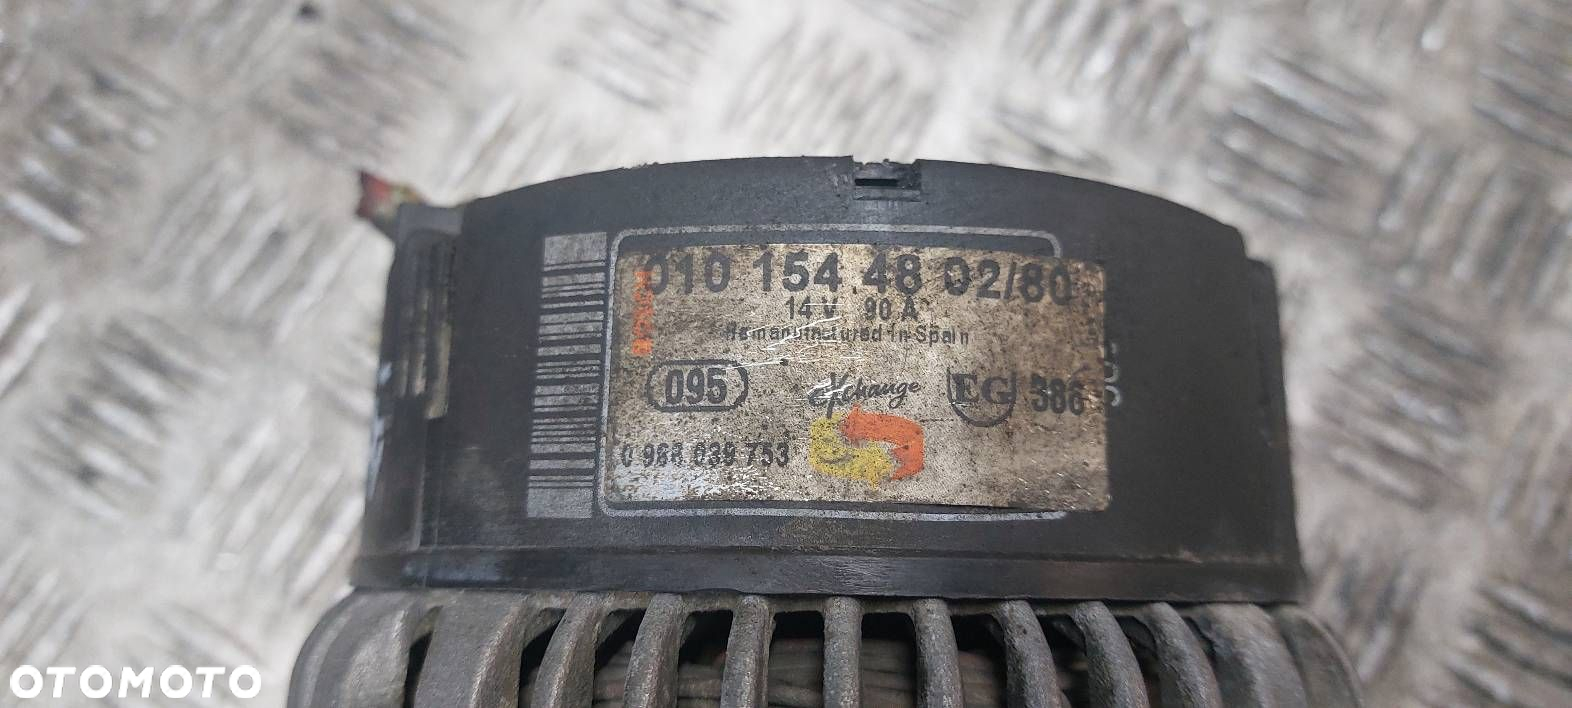 010 154 48 02/80
14 V 90 A
Remanufactured in Spain
BOSCH
095
eXchange
EG
386
0 986 039 753
OTOMOTO